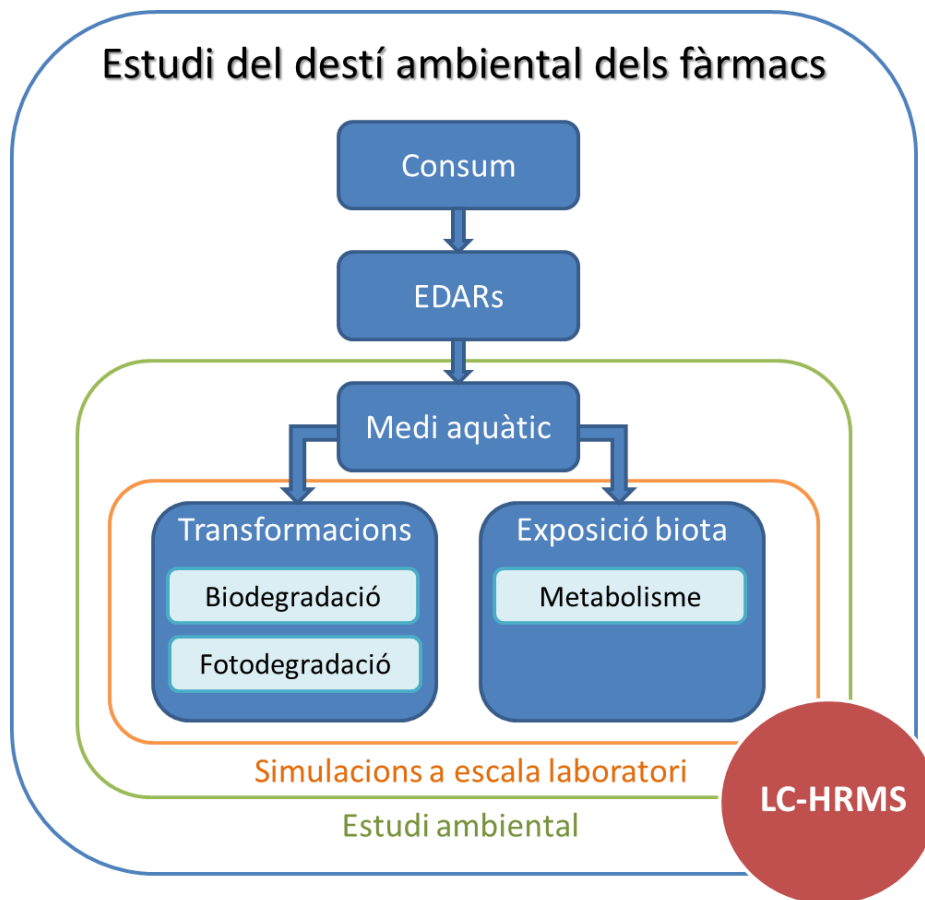 Estudi del destí ambiental dels fàrmacs
Consum
EDARs
Medi aquàtic
Transformacions
Biodegradació
Fotodegradació
Exposició biota
Metabolisme
Simulacions a escala laboratori
Estudi ambiental
LC-HRMS